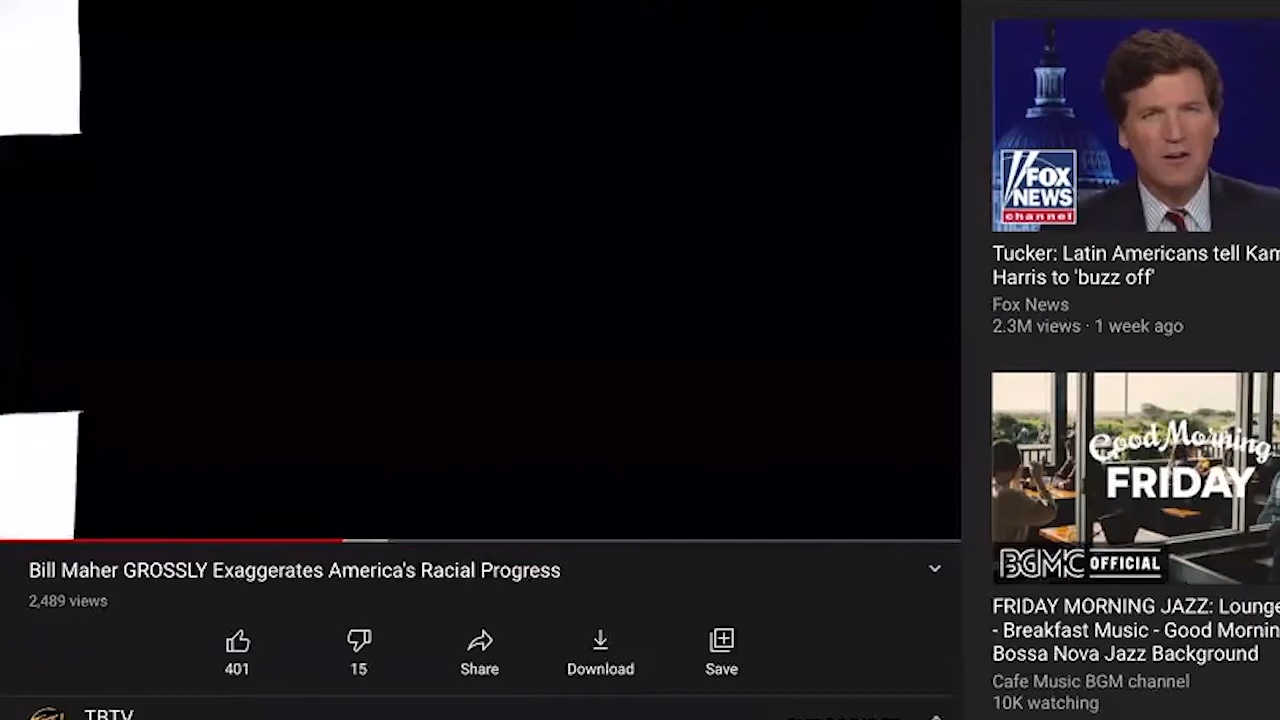 FOX
NEWS
channel
Tucker: Latin Americans tell Kam
Harris to 'buzz off'
Fox News
2.3M views · 1 week ago
Good Morning
FRIDAY
BGMC OFFICIAL
Bill Maher GROSSLY Exaggerates America's Racial Progress
2,489 views
401
15
Share
Download
Save
FRIDAY MORNING JAZZ: Lounge
- Breakfast Music - Good Mornin
Bossa Nova Jazz Background
Cafe Music BGM channel
10K watching
TBTV